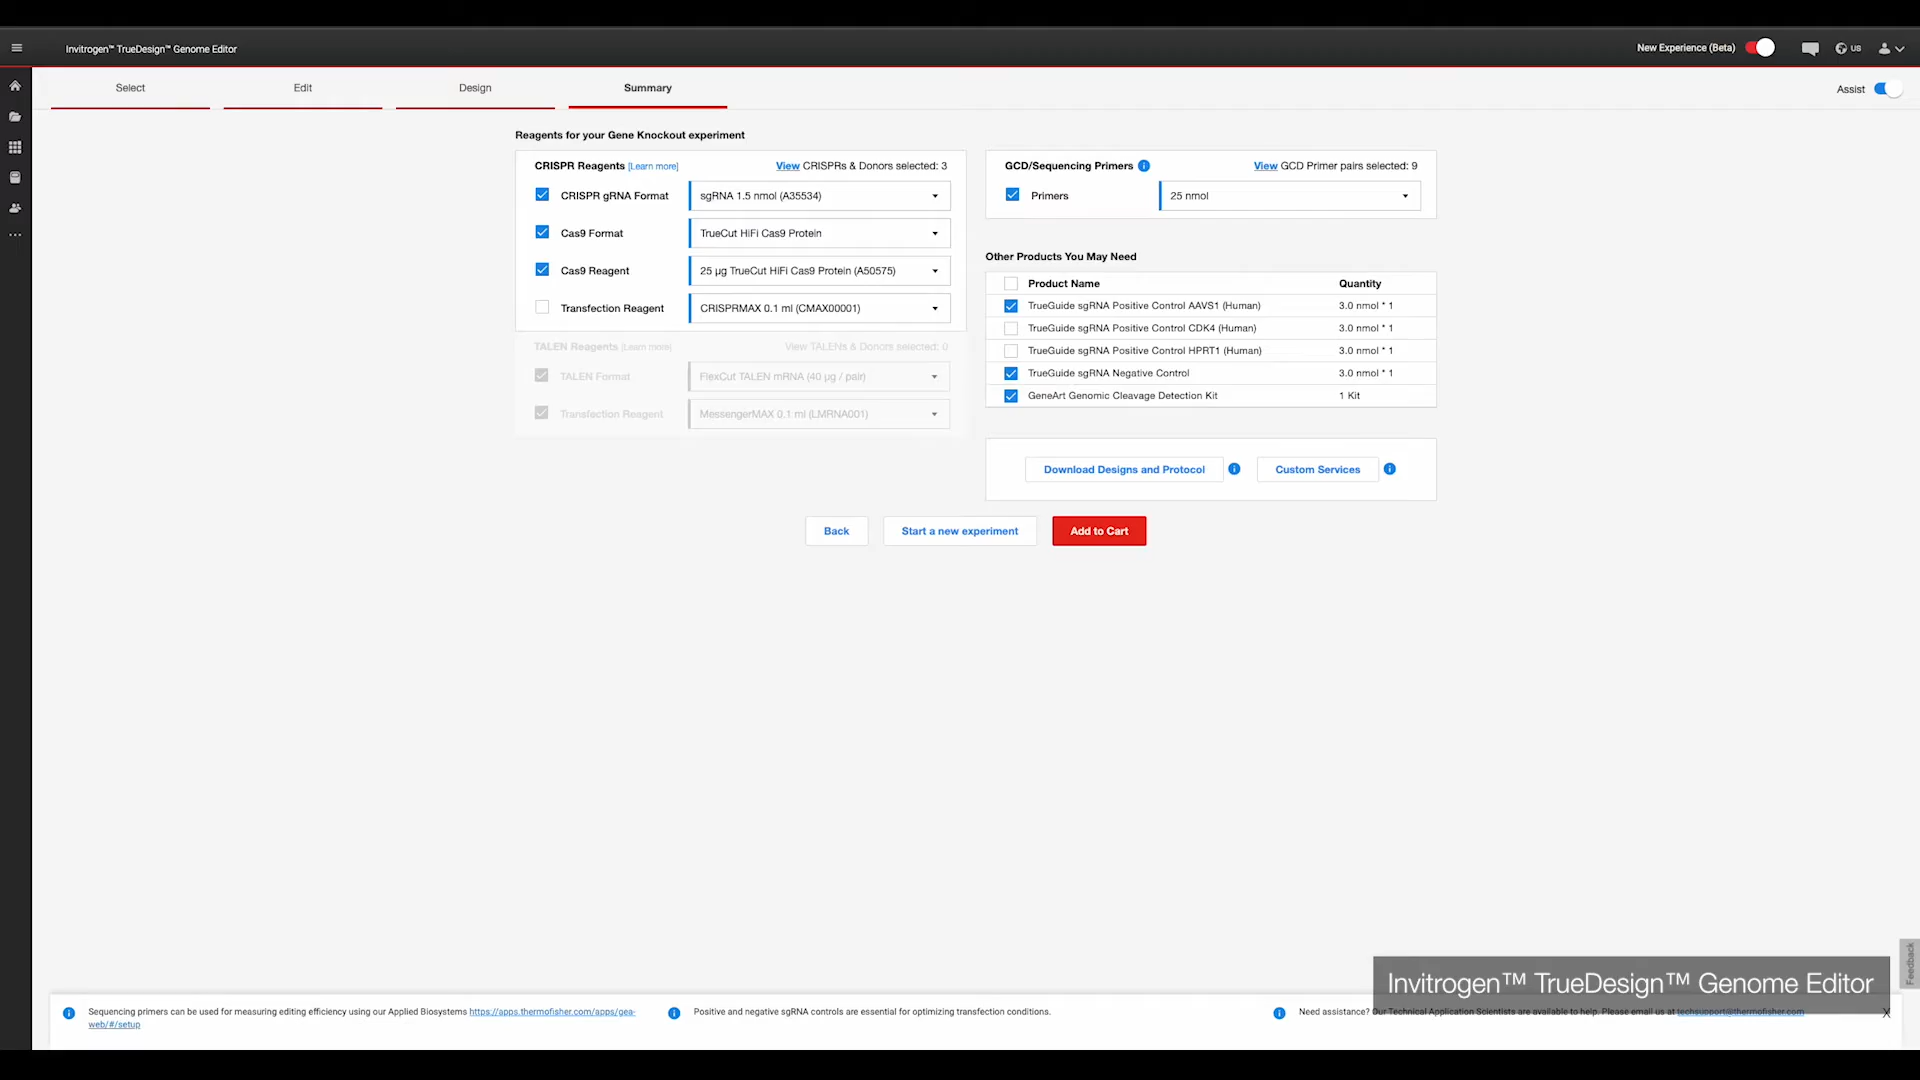 Invitrogen™ TrueDesign™ Genome Editor
New Experience (Beta)
US
Select
Edit
Design
Summary
Assist
Reagents for your Gene Knockout experiment
CRISPR Reagents [Learn more]
View CRISPRs & Donors selected: 3
CRISPR gRNA Format
sgRNA 1.5 nmol (A35534)
Cas9 Format
TrueCut HiFi Cas9 Protein
Cas9 Reagent
25 µg TrueCut HiFi Cas9 Protein (A50575)
Transfection Reagent
CRISPRMAX 0.1 ml (CMAX00001)
TALEN Reagents [Learn more]
View TALENs & Donors selected: 0
TALEN Format
FlexCut TALEN mRNA (40 µg / pair)
Transfection Reagent
MessengerMAX 0.1 ml (LMRNA001)
GCD/Sequencing Primers
View GCD Primer pairs selected: 9
Primers
25 nmol
Other Products You May Need
Product Name
Quantity
TrueGuide sgRNA Positive Control AAVS1 (Human)
3.0 nmol * 1
TrueGuide sgRNA Positive Control CDK4 (Human)
3.0 nmol * 1
TrueGuide sgRNA Positive Control HPRT1 (Human)
3.0 nmol * 1
TrueGuide sgRNA Negative Control
3.0 nmol * 1
GeneArt Genomic Cleavage Detection Kit
1 Kit
Download Designs and Protocol
Custom Services
Back
Start a new experiment
Add to Cart
Feedback
Invitrogen™ TrueDesign™ Genome Editor
Sequencing primers can be used for measuring editing efficiency using our Applied Biosystems https://apps.thermofisher.com/apps/gea-
web/#/setup
Positive and negative sgRNA controls are essential for optimizing transfection conditions.
Need assistance? Our Technical Application Scientists are available to help. Please email us at techsupport@thermofisher.com
X